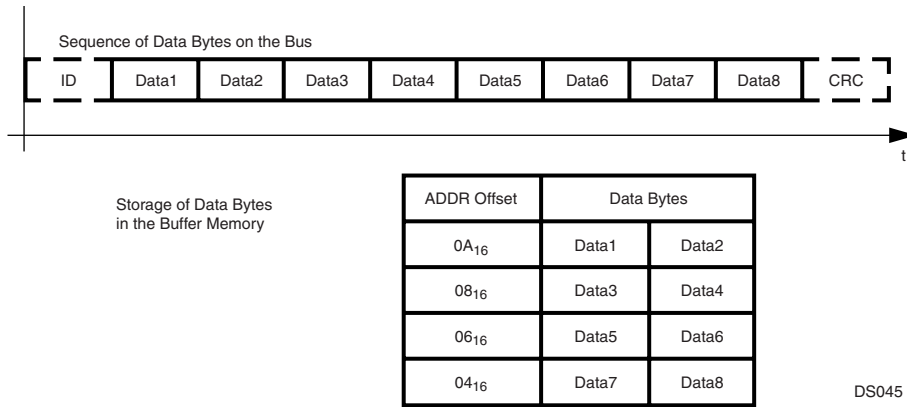 Sequence of Data Bytes on the Bus
ID Data1 Data2 Data3 Data4 Data5 Data6 Data7 Data8 CRC
t
Storage of Data Bytes
in the Buffer Memory
ADDR Offset Data Bytes
0A16 Data1 Data2
0816 Data3 Data4
0616 Data5 Data6
0416 Data7 Data8
DS045